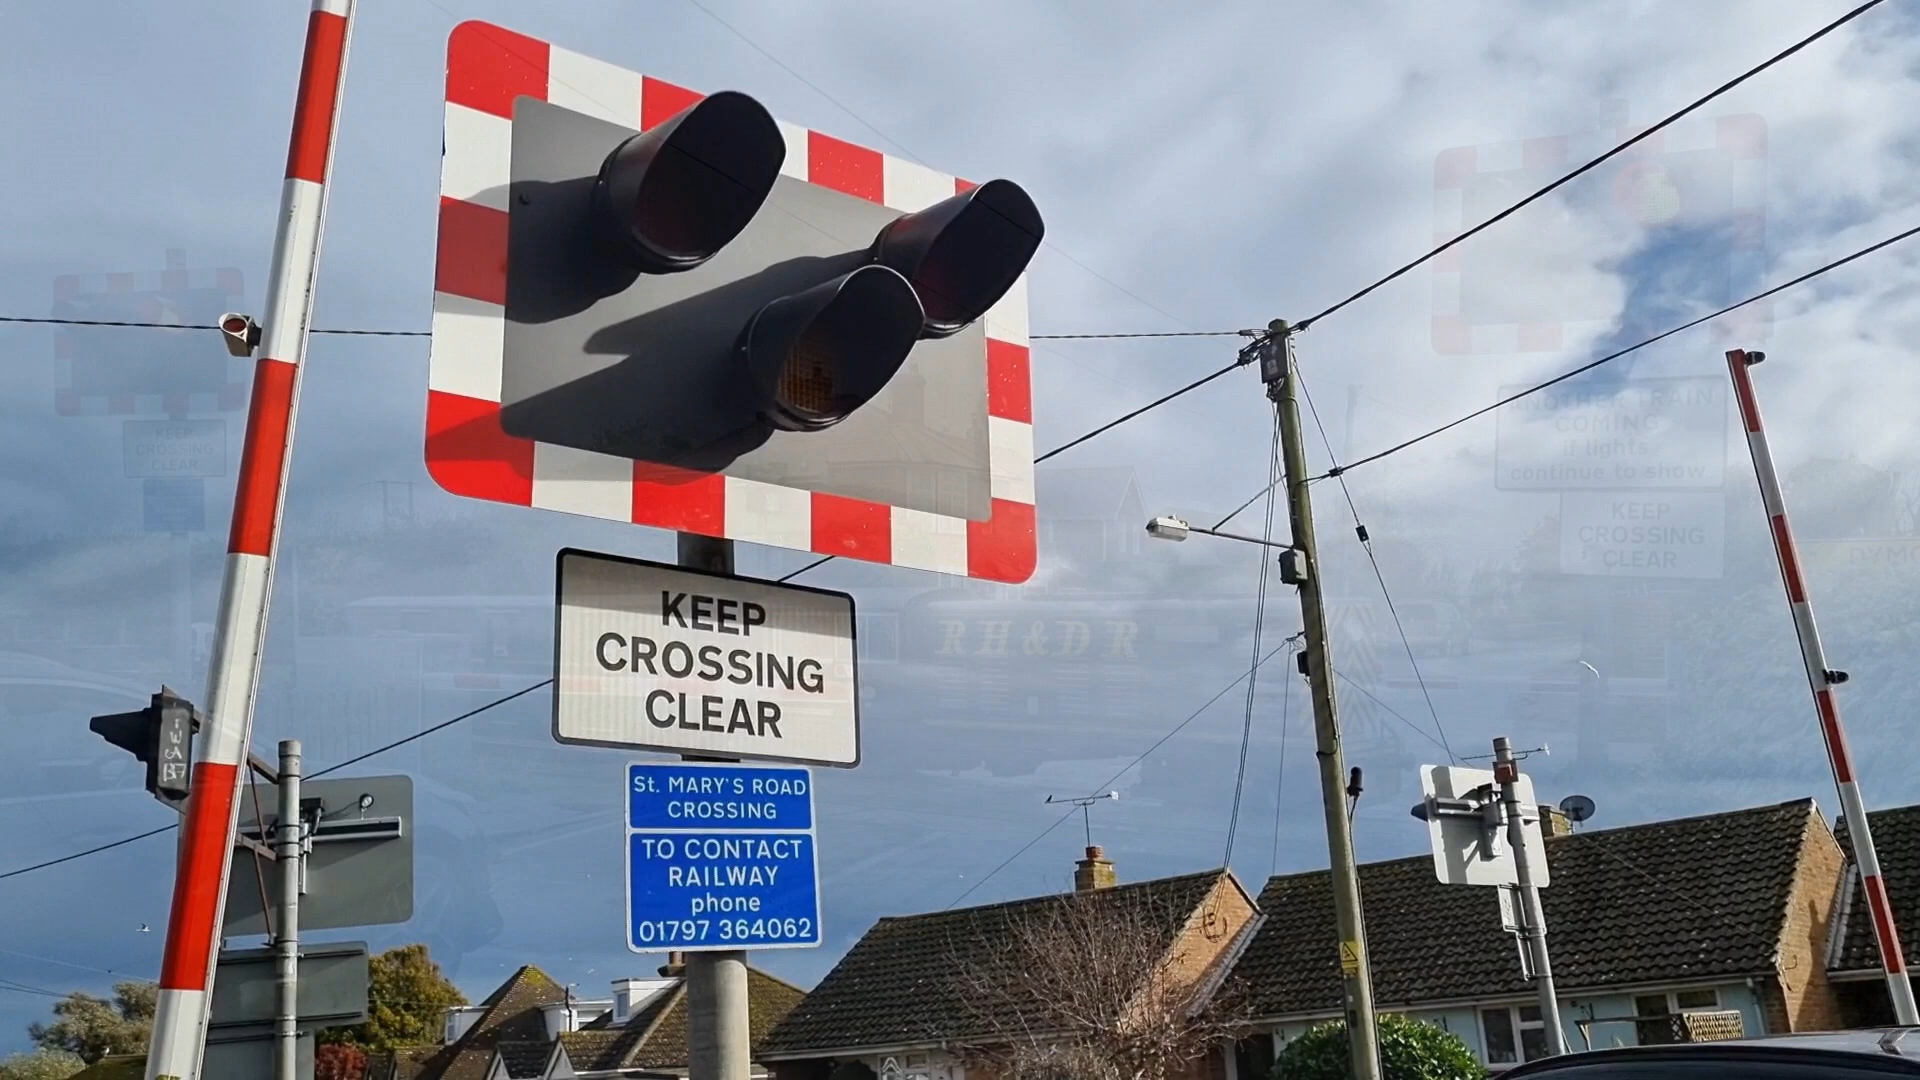 KEEP
CROSSING
CLEAR
St. MARY'S ROAD
CROSSING
TO CONTACT
RAILWAY
phone
01797 364062
RH&DR
KEEP
CROSSING
CLEAR
ANOTHER TRAIN
COMING
if lights
continue to show
KEEP
CROSSING
CLEAR